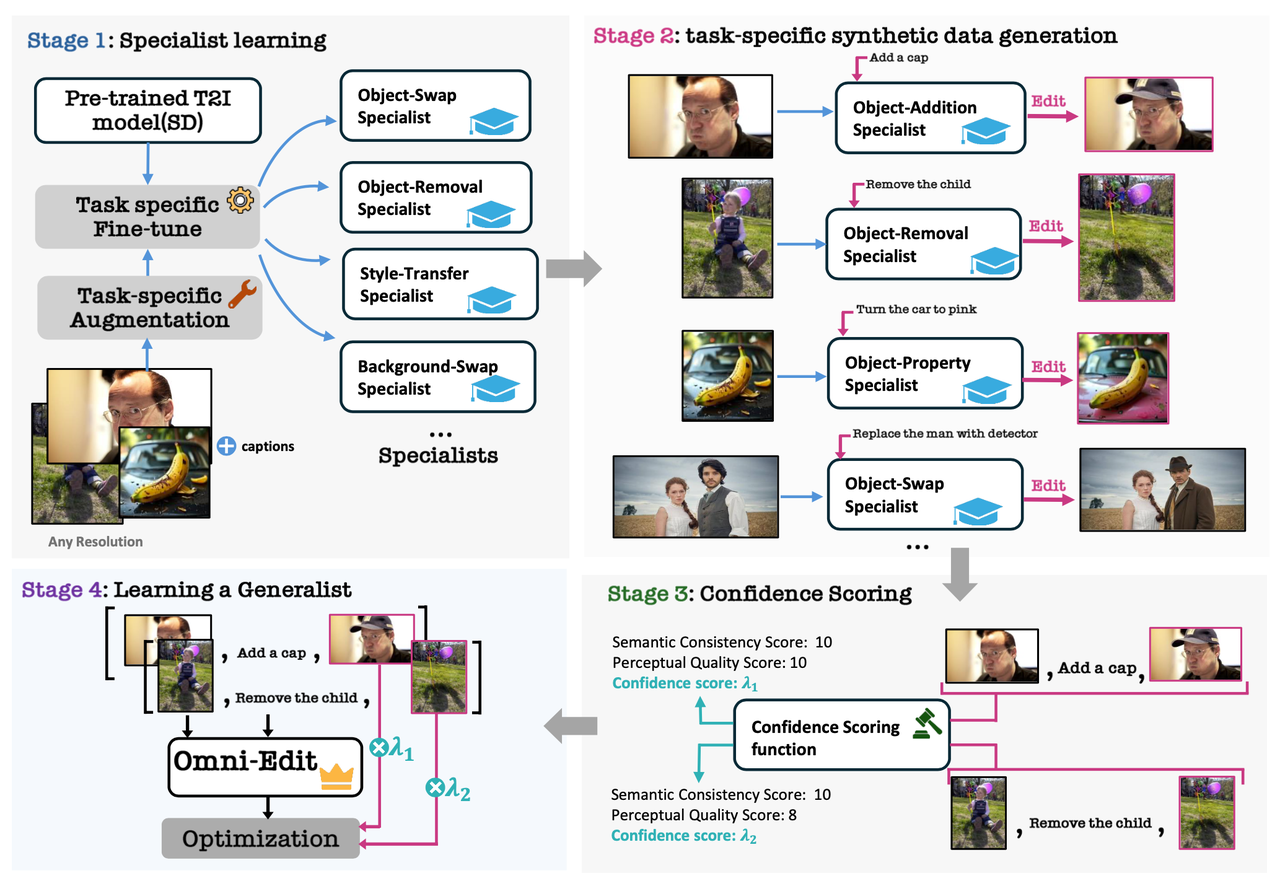 Stage 1: Specialist learning
Pre-trained T2I
model(SD)
Task specific
Fine-tune
Task-specific
Augmentation
captions
Any Resolution
Object-Swap
Specialist
Object-Removal
Specialist
Style-Transfer
Specialist
Background-Swap
Specialist
...
Specialists
Stage 2: task-specific synthetic data generation
Add a cap
Object-Addition
Specialist
Edit
Remove the child
Object-Removal
Specialist
Edit
Turn the car to pink
Object-Property
Specialist
Edit
Replace the man with detector
Object-Swap
Specialist
Edit
...
Stage 3: Confidence Scoring
Semantic Consistency Score: 10
Perceptual Quality Score: 10
Confidence score: λ1
Confidence Scoring
function
, Add a cap,
Semantic Consistency Score: 10
Perceptual Quality Score: 8
Confidence score: λ2
, Remove the child ,
Stage 4: Learning a Generalist
, Add a cap ,
, Remove the child ,
Omni-Edit
λ1
λ2
Optimization